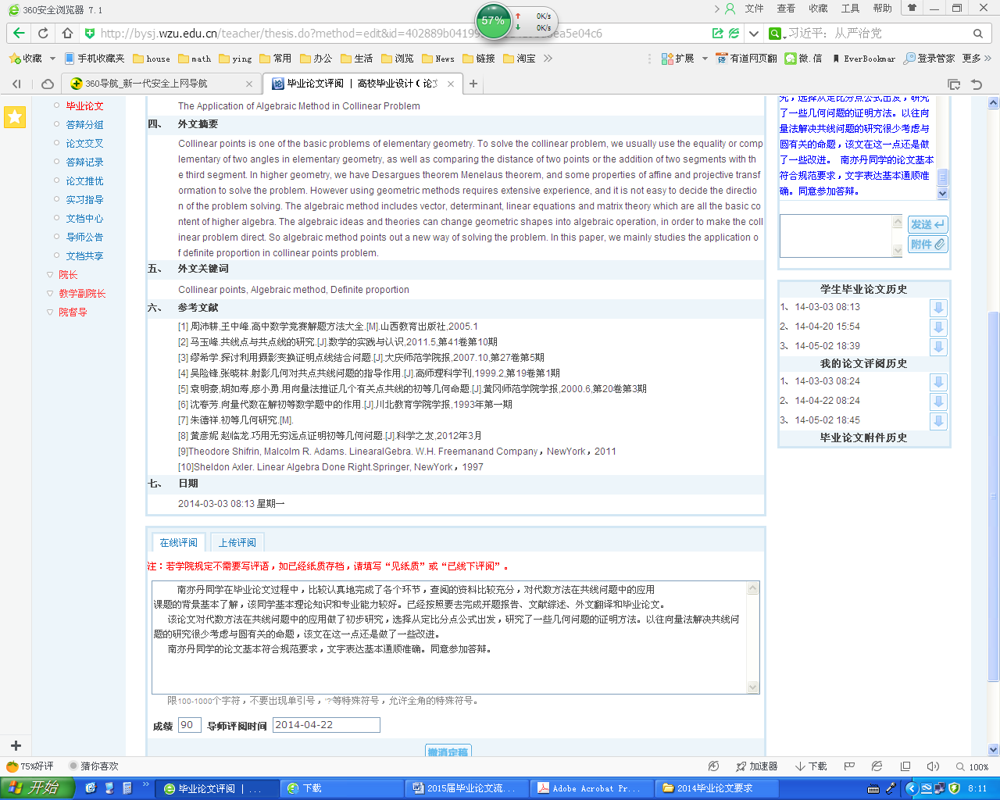 360安全浏览器 7.1
57%
0K/s
0K/s
文件 查看 收藏 工具 帮助
http://bysj.wzu.edu.cn/teacher/thesis.do?method=edit&id=402889b04199
5ea5e04c6
习近平：从严治党
收藏 手机收藏夹 house math ying 常用 办公 生活 浏览 News 链接 淘宝
扩展 有道网页翻 微.信 EverBookmar 登录管家 更多
360导航_新一代安全上网导航
毕业论文评阅 | 高校毕业设计（论文
毕业论文
答辩分组
论文交叉
答辩记录
论文推优
实习指导
文档中心
导师公告
文档共享
院长
教学副院长
院督导
The Application of Algebraic Method in Collinear Problem
四、 外文摘要
Collinear points is one of the basic problems of elementary geometry. To solve the collinear problem, we usually use the equality or comp
lementary of two angles in elementary geometry, as well as comparing the distance of two points or the addition of two segments with th
e third segment. In higher geometry, we have Desargues theorem Menelaus theorem, and some properties of affine and projective transf
ormation to solve the problem. However using geometric methods requires extensive experience, and it is not easy to decide the directio
n of the problem solving. The algebraic method includes vector, determinant, linear equations and matrix theory which are all the basic co
ntent of higher algebra. The algebraic ideas and theories can change geometric shapes into algebraic operation, in order to make the coll
inear problem direct. So algebraic method points out a new way of solving the problem. In this paper, we mainly studies the application o
f definite proportion in collinear points problem.
五、 外文关键词
Collinear points, Algebraic method, Definite proportion
六、 参考文献
[1] 周沛耕,王中峰.高中数学竞赛解题方法大全.[M].山西教育出版社,2005.1
[2] 马玉峰.共线点与共点线的研究.[J].数学的实践与认识,2011.5,第41卷第10期
[3] 缪希学.探讨利用摄影变换证明点线结合问题.[J].大庆师范学院报,2007.10,第27卷第5期
[4] 吴险锋,张晓林.射影几何对共点共线问题的指导作用.[J].高师理科学刊,1999.2,第19卷第1期
[5] 袁明豪,胡如寿,廖小勇.用向量法推证几个有关点共线的初等几何命题.[J].黄冈师范学院学报,2000.6,第20卷第3期
[6] 沈春芳.向量代数在解初等数学题中的作用.[J].川北教育学院学报,1993年第一期
[7] 朱德祥.初等几何研究.[M].
[8] 黄彦妮 赵临龙.巧用无穷远点证明初等几何问题.[J].科学之友,2012年3月
[9]Theodore Shifrin, Malcolm R. Adams. LinearalGebra. W.H. Freemanand Company，NewYork，2011
[10]Sheldon Axler. Linear Algebra Done Right.Springer, NewYork，1997
七、 日期
2014-03-03 08:13 星期一
在线评阅 上传评阅
注：若学院规定不需要写评语，如已经纸质存档，请填写“见纸质”或“已线下评阅”。
南亦丹同学在毕业论文过程中，比较认真地完成了各个环节，查阅的资料比较充分，对代数方法在共线问题中的应用
课题的背景基本了解，该同学基本理论知识和专业能力较好。已经按照要去完成开题报告、文献综述、外文翻译和毕业论文。
该论文对代数方法在共线问题中的应用做了初步研究，选择从定比分点公式出发，研究了一些几何问题的证明方法。以往向量法解决共线问
题的研究很少考虑与圆有关的命题，该文在这一点还是做了一些改进。
南亦丹同学的论文基本符合规范要求，文字表达基本通顺准确。同意参加答辩。
限100-1000个字符，不要出现单引号，'?'等特殊符号，允许全角的特殊符号。
成绩 90 导师评阅时间 2014-04-22
撤消定稿
究，选择从定比分点公式出发，研究
了一些几何问题的证明方法。以往向
量法解决共线问题的研究很少考虑与
圆有关的命题，该文在这一点还是做
了一些改进。 南亦丹同学的论文基本
符合规范要求，文字表达基本通顺准
确。同意参加答辩。
发送
附件
学生毕业论文历史
1、14-03-03 08:13
2、14-04-20 15:54
3、14-05-02 18:39
我的论文评阅历史
1、14-03-03 08:24
2、14-04-22 08:24
3、14-05-02 18:45
毕业论文附件历史
75%好评 猜你喜欢
加速器 下载 100%
开始
毕业论文评阅 | ...
下载
2015届毕业论文流...
Adobe Acrobat Pr...
2014毕业论文要求
8:11